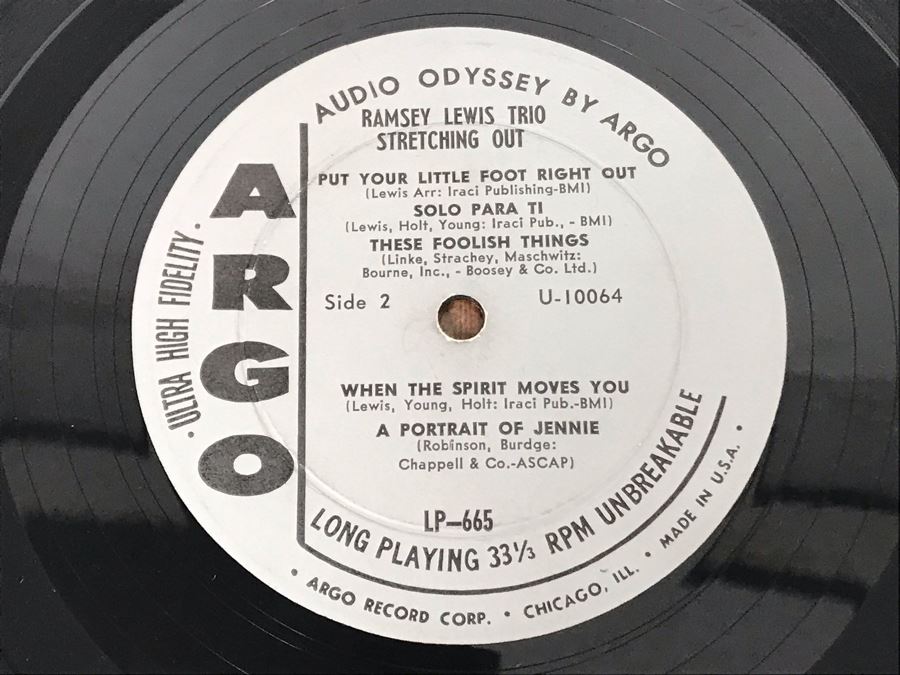 AUDIO ODYSSEY BY ARGO
RAMSEY LEWIS TRIO
STRETCHING OUT
PUT YOUR LITTLE FOOT RIGHT OUT
(Lewis Arr: Iraci Publishing-BMI)
SOLO PARA TI
(Lewis, Holt, Young: Iraci Pub., - BMI)
THESE FOOLISH THINGS
(Linke, Strachey, Maschwitz:
Bourne, Inc., - Boosey & Co. Ltd.)
Side 2 U-10064
WHEN THE SPIRIT MOVES YOU
(Lewis, Young, Holt: Iraci Pub.-BMI)
A PORTRAIT OF JENNIE
(Robinson, Burdge:
Chappell & Co.-ASCAP)
LP-665
LONG PLAYING 33⅓ RPM UNBREAKABLE
• ARGO RECORD CORP. • CHICAGO, ILL. • MADE IN U.S.A. •
ARGO
•ULTRA HIGH FIDELITY•